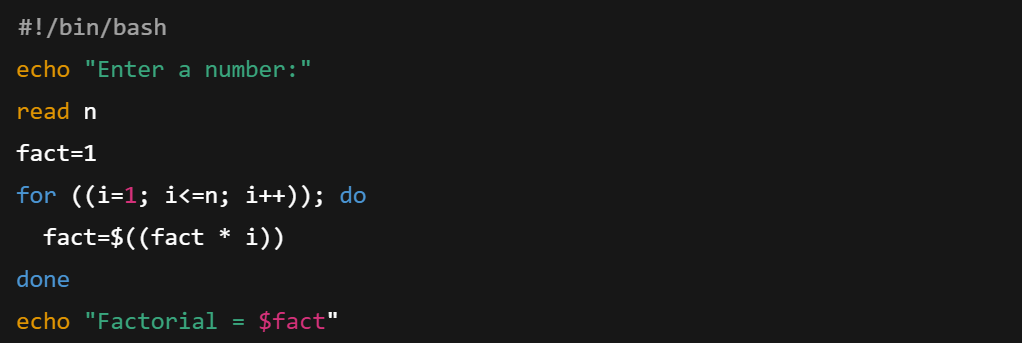 #!/bin/bash
echo "Enter a number:"
read n
fact=1
for ((i=1; i<=n; i++)); do
  fact=$((fact * i))
done
echo "Factorial = $fact"